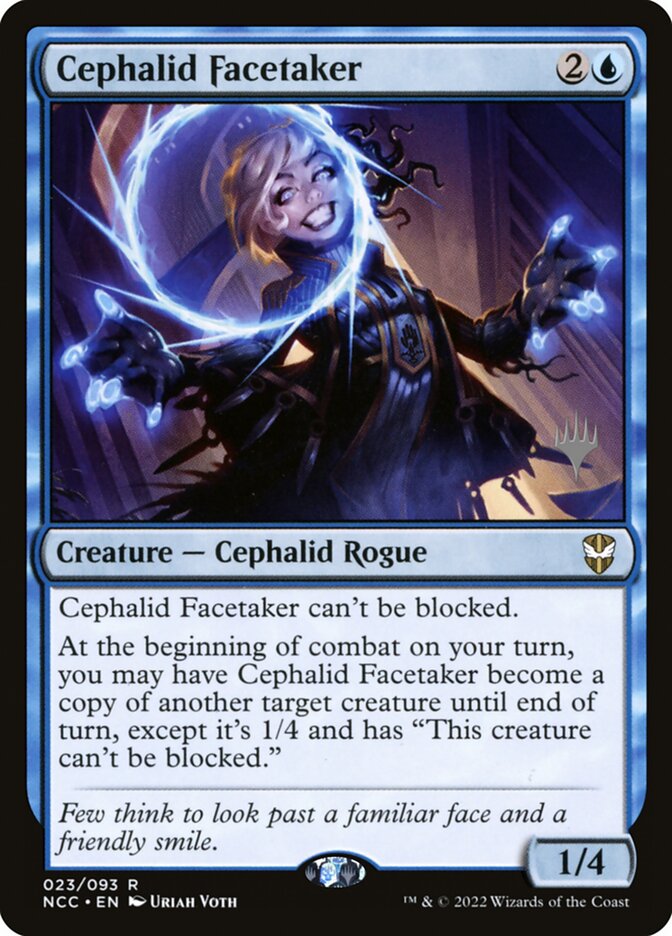 Cephalid Facetaker 2
Creature — Cephalid Rogue
Cephalid Facetaker can't be blocked.
At the beginning of combat on your turn,
you may have Cephalid Facetaker become a
copy of another target creature until end of
turn, except it's 1/4 and has “This creature
can't be blocked.”
Few think to look past a familiar face and a
friendly smile.
1/4
023/093 R
NCC • EN Uriah Voth
™ & © 2022 Wizards of the Coast